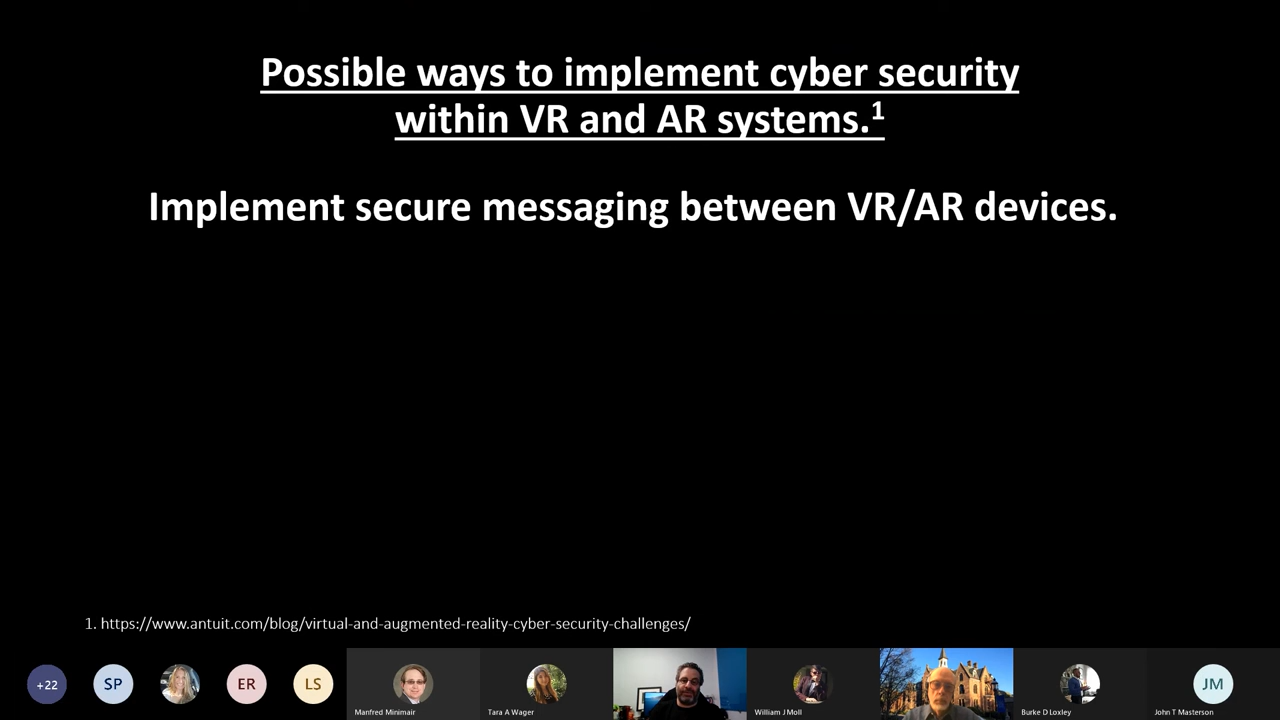 Possible ways to implement cyber security
within VR and AR systems.1
Implement secure messaging between VR/AR devices.
1. https://www.antuit.com/blog/virtual-and-augmented-reality-cyber-security-challenges/
+22
SP
ER
LS
JM
Manfred Minimair
Tara A Wager
William J Moll
Burke D Loxley
John T Masterson